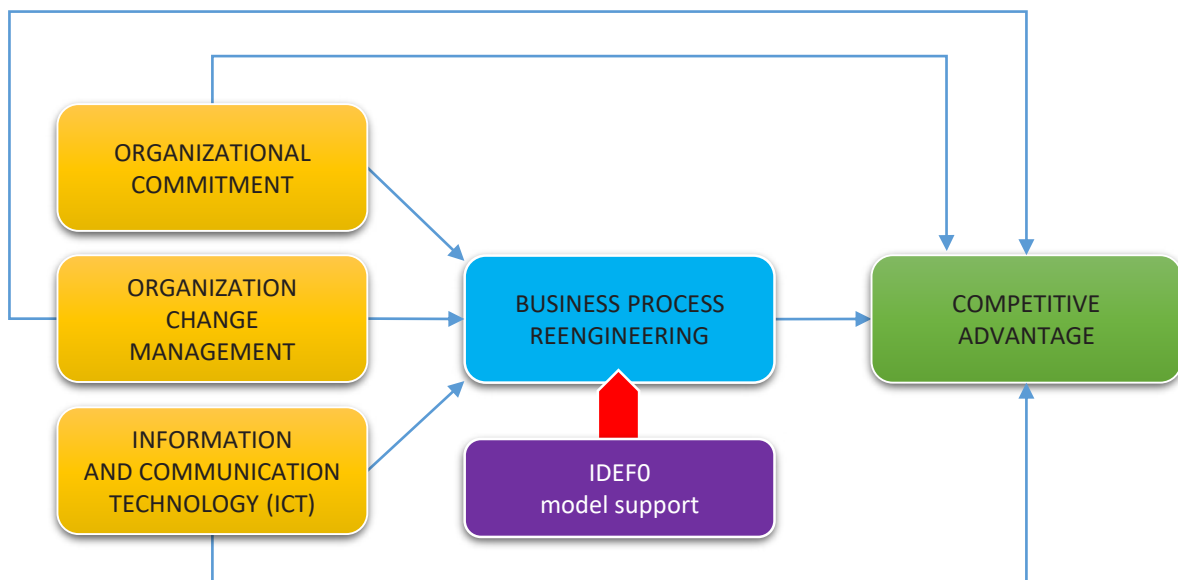 ORGANIZATIONAL
COMMITMENT
ORGANIZATION
CHANGE
MANAGEMENT
INFORMATION
AND COMMUNICATION
TECHNOLOGY (ICT)
BUSINESS PROCESS
REENGINEERING
IDEF0
model support
COMPETITIVE
ADVANTAGE